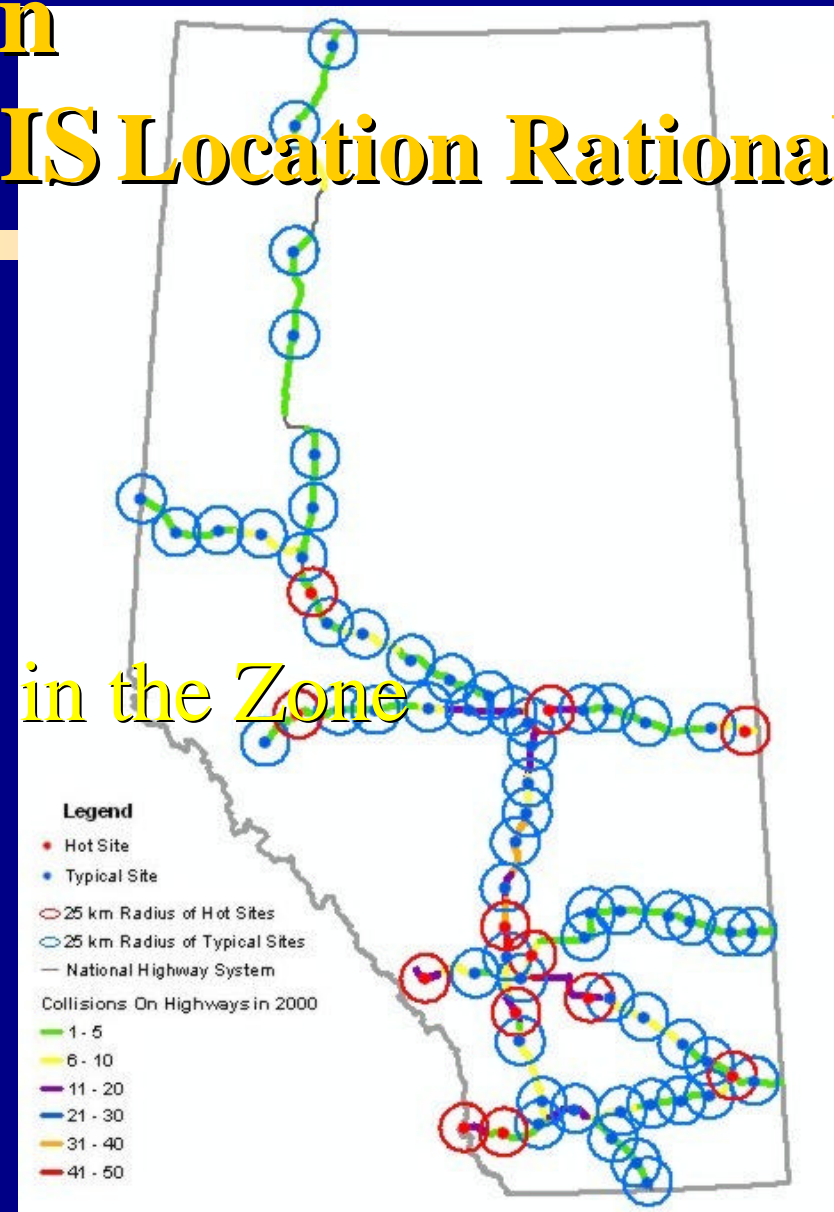 n
IS Location Rationa
in the Zone
Legend
Hot Site
Typical Site
25 km Radius of Hot Sites
25 km Radius of Typical Sites
National Highway System
Collisions On Highways in 2000
1 - 5
6 - 10
11 - 20
21 - 30
31 - 40
41 - 50